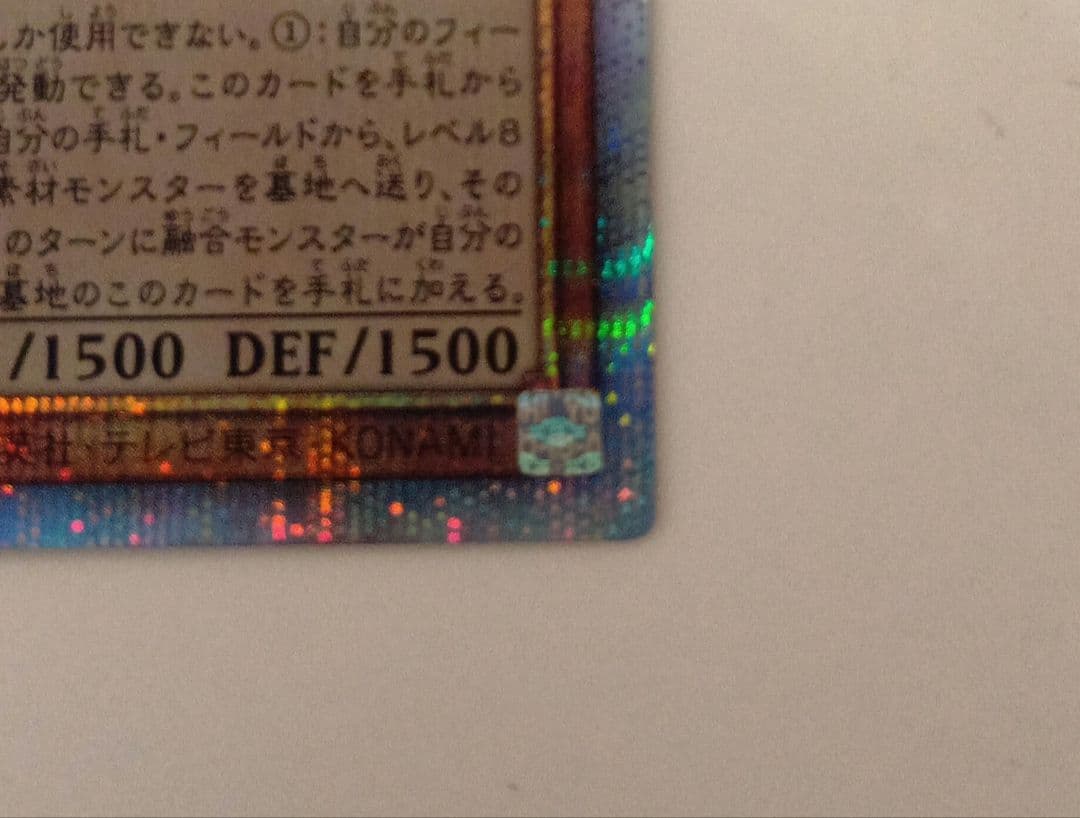 しか使用できない。①:自分のフィー
発動できる。このカードを手札から
自分の手札・フィールドから、レベル8
素材モンスターを墓地へ送り、その
のターンに融合モンスターが自分の
墓地のこのカードを手札に加える。
/1500 DEF/1500
英社・テレビ東京・KONAMI